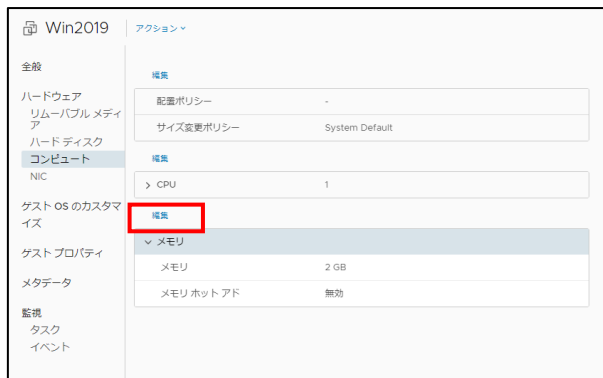 Win2019 アクション
全般
ハードウェア
リムーバブル メディ
ア
ハード ディスク
コンピュート
NIC
ゲスト OS のカスタマ
イズ
ゲスト プロパティ
メタデータ
監視
タスク
イベント
編集
配置ポリシー -
サイズ変更ポリシー System Default
編集
CPU 1
編集
メモリ
メモリ 2 GB
メモリ ホット アド 無効